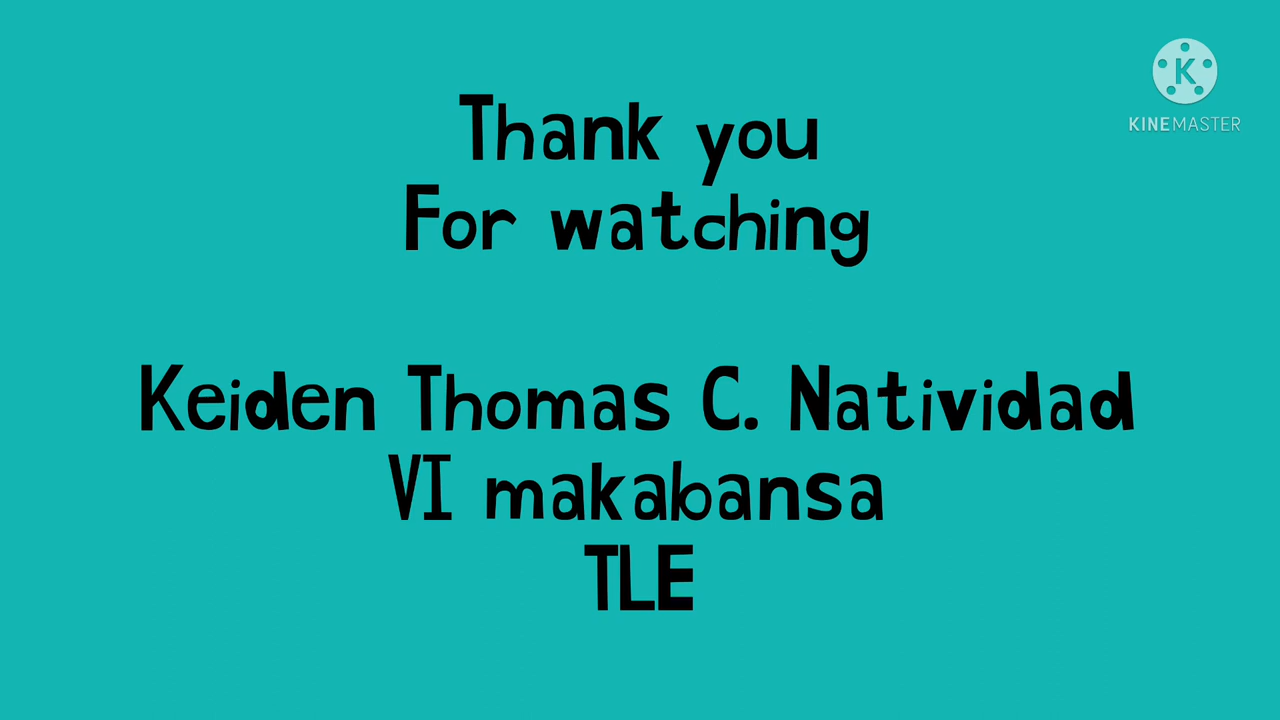 Thank you
For watching
Keiden Thomas C. Natividad
VI makabansa
TLE
K
KINEMASTER